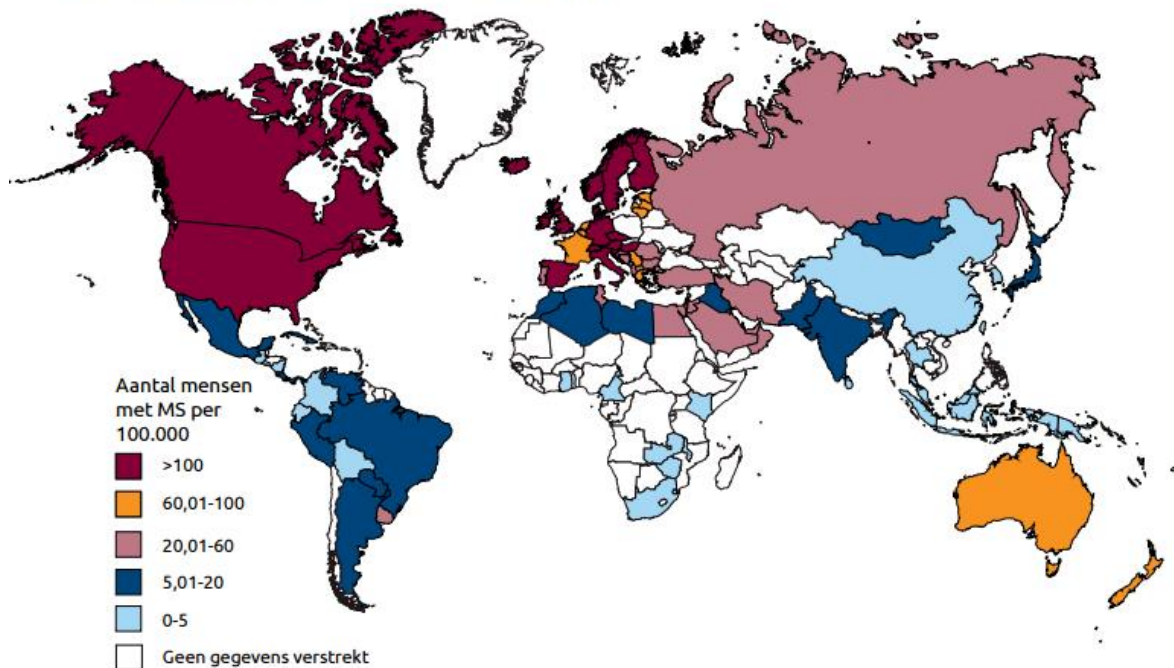 Aantal mensen
met MS per
100.000
>100
60,01-100
20,01-60
5,01-20
0-5
Geen gegevens verstrekt